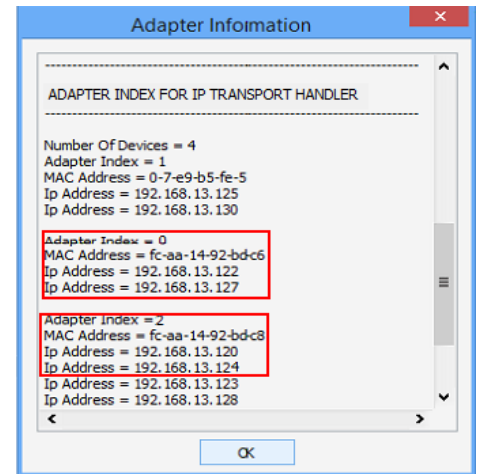 Adapter Information
ADAPTER INDEX FOR IP TRANSPORT HANDLER
Number Of Devices = 4
Adapter Index = 1
MAC Address = 0-7-e9-b5-fe-5
Ip Address = 192.168.13.125
Ip Address = 192.168.13.130
Adapter Index = 0
MAC Address = fc-aa-14-92-bd-c6
Ip Address = 192.168.13.122
Ip Address = 192.168.13.127
Adapter Index =2
MAC Address = fc-aa-14-92-bd-c8
Ip Address = 192.168.13.120
Ip Address = 192.168.13.124
Ip Address = 192.168.13.123
Ip Address = 192.168.13.128
OK